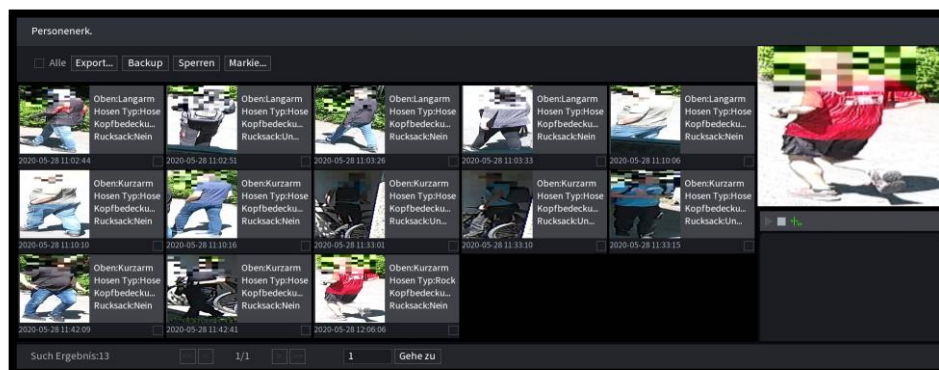 Personenerk.
Alle Export... Backup Sperren Markie...
Oben:Langarm
Hosen Typ:Hose
Kopfbedecku...
Rucksack:Nein
2020-05-28 11:02:44
Oben:Langarm
Hosen Typ:Hose
Kopfbedecku...
Rucksack:Un...
2020-05-28 11:02:51
Oben:Langarm
Hosen Typ:Hose
Kopfbedecku...
Rucksack:Nein
2020-05-28 11:03:26
Oben:Langarm
Hosen Typ:Hose
Kopfbedecku...
Rucksack:Nein
2020-05-28 11:03:33
Oben:Langarm
Hosen Typ:Hose
Kopfbedecku...
Rucksack:Nein
2020-05-28 11:10:06
Oben:Kurzarm
Hosen Typ:Hose
Kopfbedecku...
Rucksack:Nein
2020-05-28 11:10:10
Oben:Kurzarm
Hosen Typ:Hose
Kopfbedecku...
Rucksack:Nein
2020-05-28 11:10:16
Oben:Kurzarm
Hosen Typ:Hose
Kopfbedecku...
Rucksack:Un...
2020-05-28 11:33:01
Oben:Kurzarm
Hosen Typ:Hose
Kopfbedecku...
Rucksack:Un...
2020-05-28 11:33:10
Oben:Kurzarm
Hosen Typ:Hose
Kopfbedecku...
Rucksack:Un...
2020-05-28 11:33:15
Oben:Kurzarm
Hosen Typ:Hose
Kopfbedecku...
Rucksack:Nein
2020-05-28 11:42:09
Oben:Kurzarm
Hosen Typ:Hose
Kopfbedecku...
Rucksack:Nein
2020-05-28 11:42:41
Oben:Kurzarm
Hosen Typ:Rock
Kopfbedecku...
Rucksack:Nein
2020-05-28 12:06:06
Such Ergebnis:13 1/1 1 Gehe zu